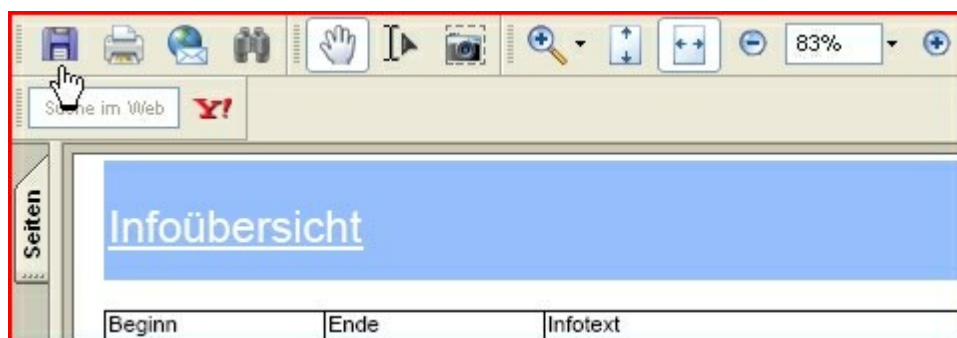 83%
Suche im Web Y!
Seiten
Infoübersicht
Beginn Ende Infotext